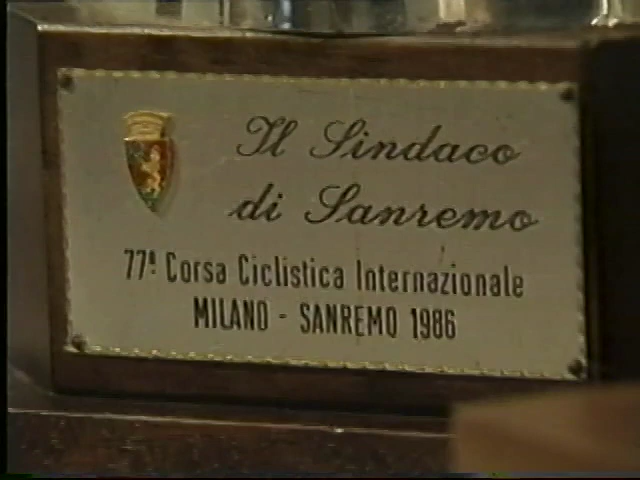 Il Sindaco
di Sanremo
77ª Corsa Ciclistica Internazionale
MILANO - SANREMO 1986